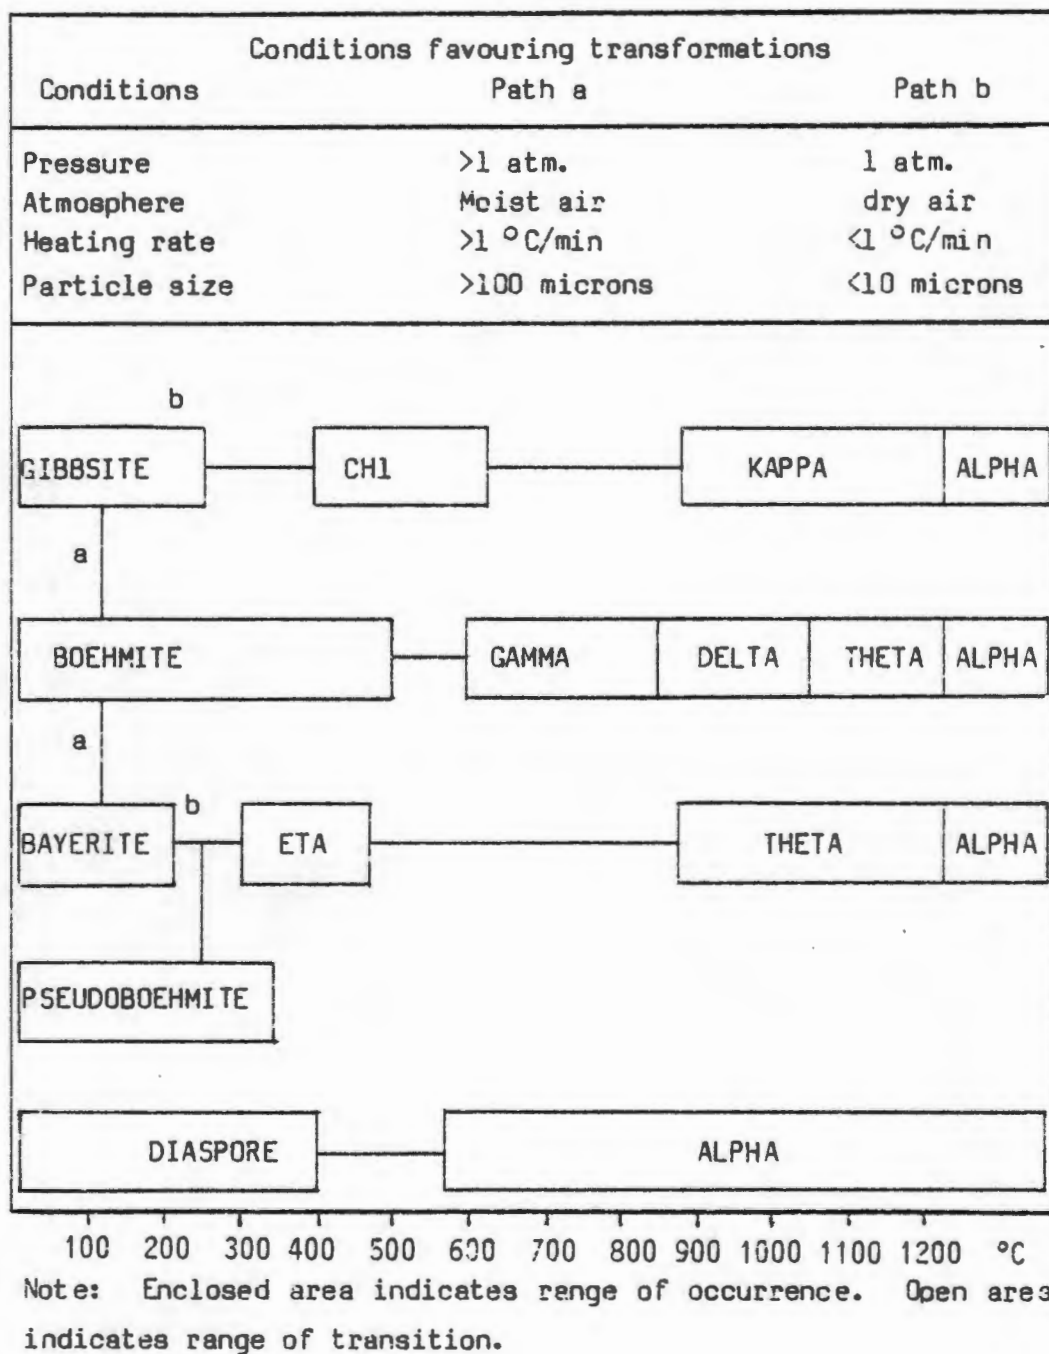 Conditions favouring transformations
Conditions Path a Path b
Pressure >1 atm. 1 atm.
Atmosphere Moist air dry air
Heating rate >1 °C/min <1 °C/min
Particle size >100 microns <10 microns
b
GIBBSITE CH1 KAPPA ALPHA
a
BOEHMITE GAMMA DELTA THETA ALPHA
a
b
BAYERITE ETA THETA ALPHA
PSEUDOBOEHMITE
DIASPORE ALPHA
100 200 300 400 500 600 700 800 900 1000 1100 1200 °C
Note: Enclosed area indicates range of occurrence. Open area
indicates range of transition.